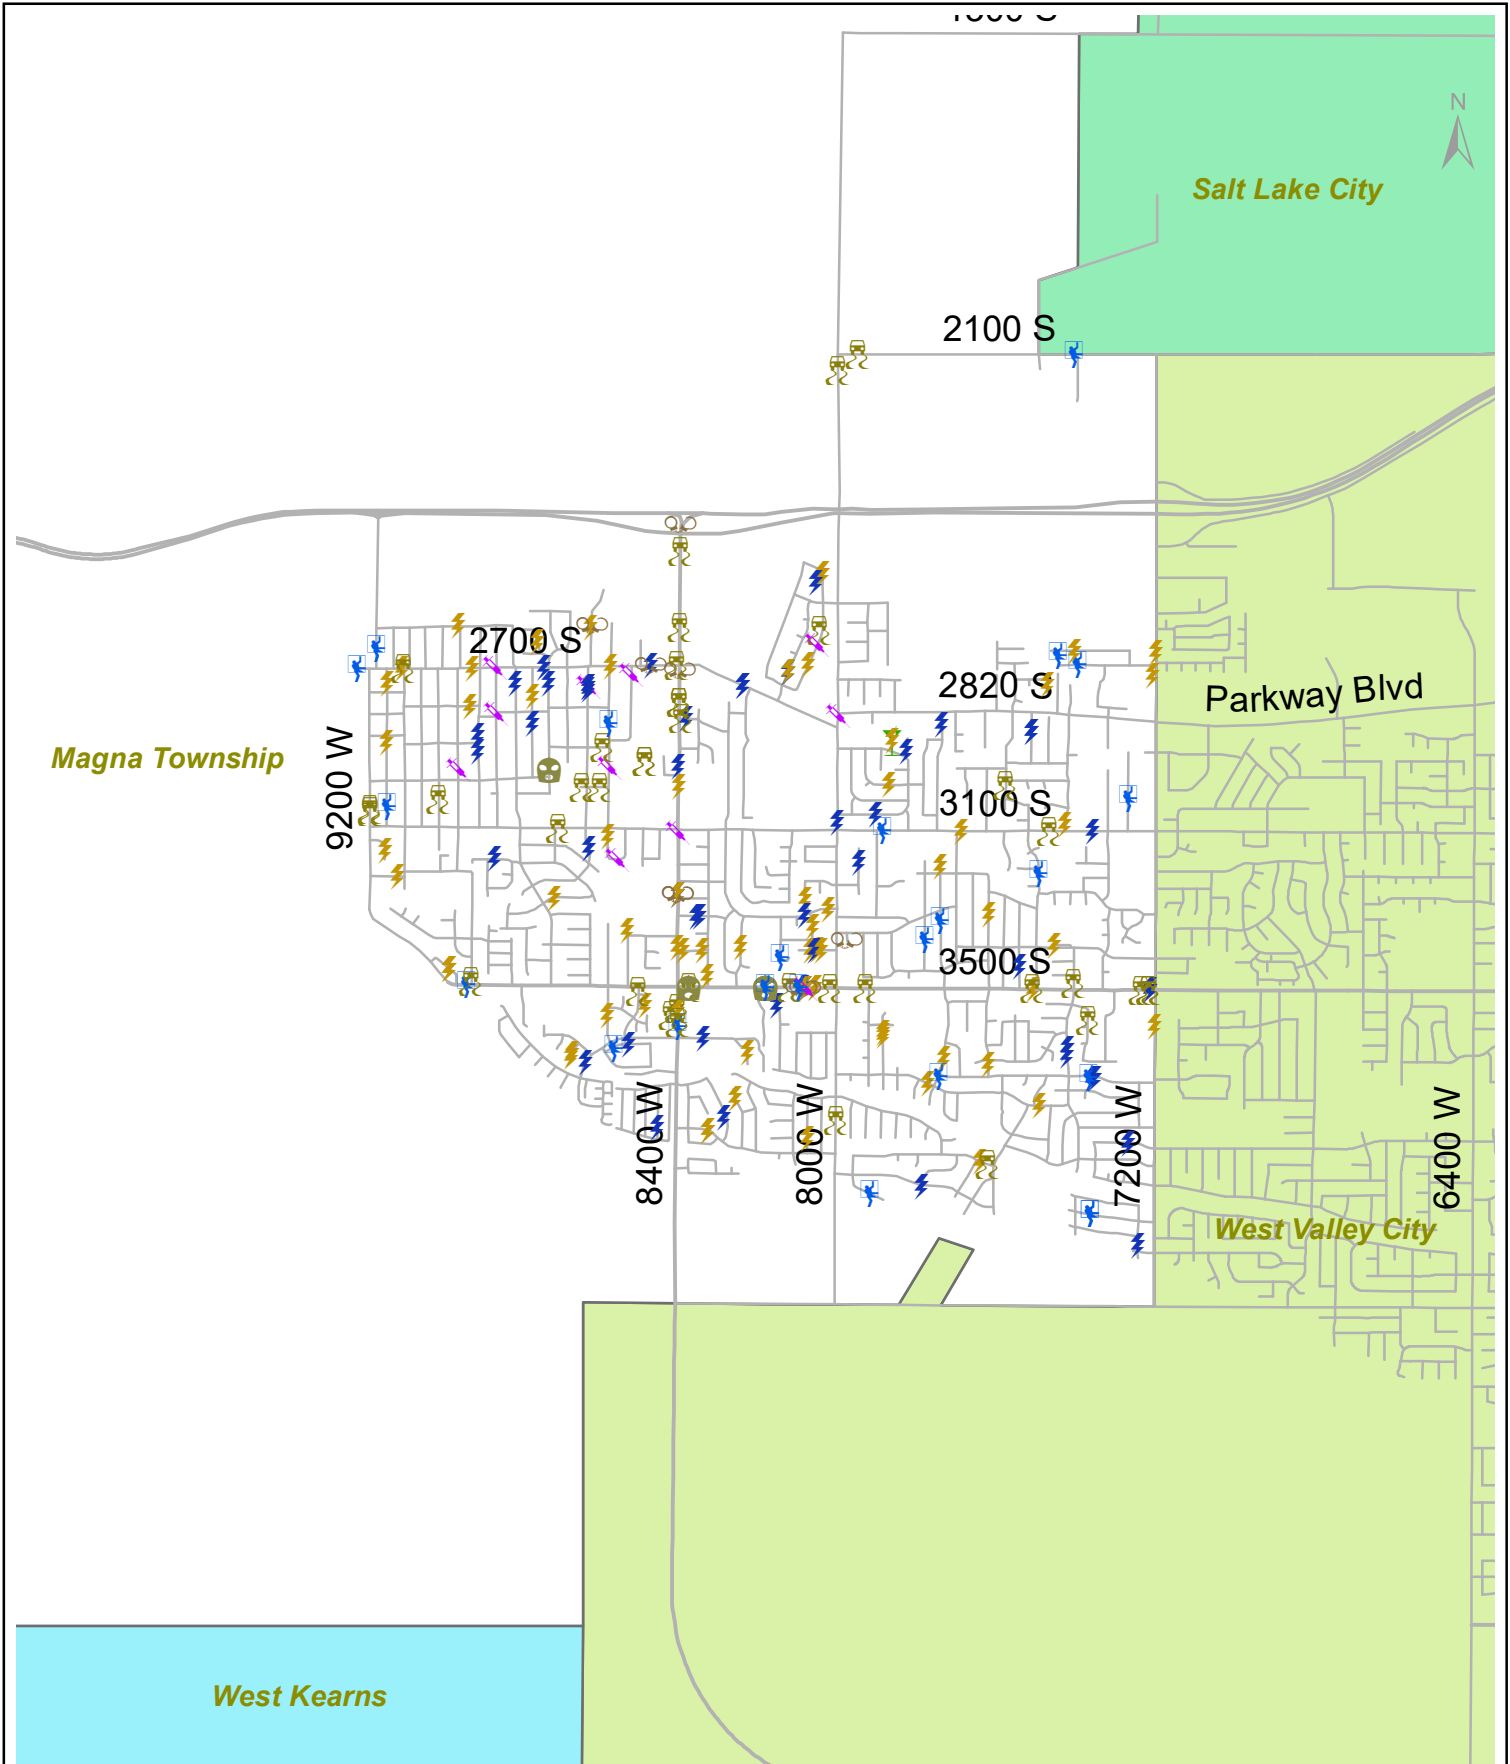 N
Salt Lake City
2100 S
2700 S
2820 S
Parkway Blvd
Magna Township
9200 W
3100 S
3500 S
8400 W
8000 W
7200 W
6400 W
West Valley City
West Kearns